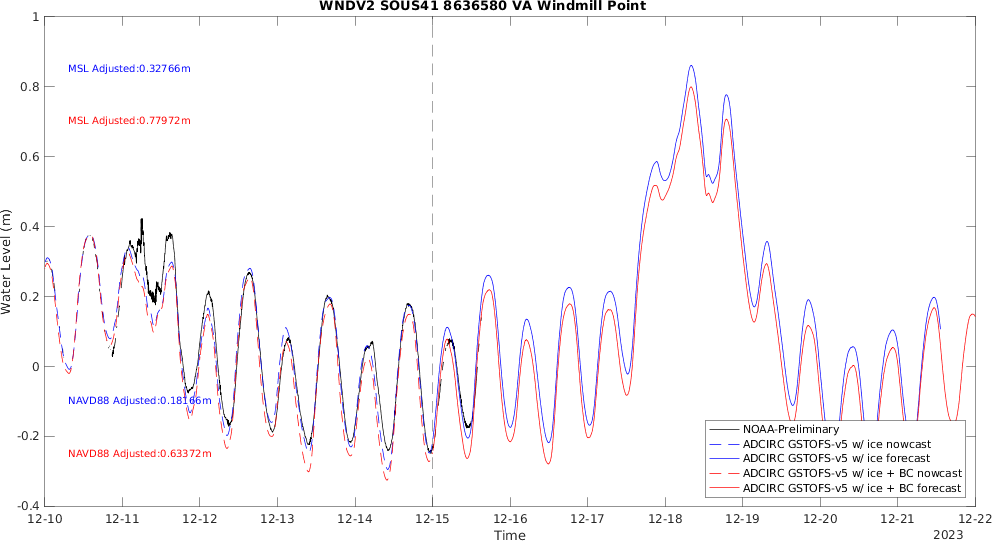 WNDV2 SOUS41 8636580 VA Windmill Point
1
0.8
0.6
0.4
0.2
0
-0.2
-0.4
Water Level (m)
MSL Adjusted:0.32766m
MSL Adjusted:0.77972m
NAVD88 Adjusted:0.18166m
NAVD88 Adjusted:0.63372m
NOAA-Preliminary
ADCIRC GSTOFS-v5 w/ ice nowcast
ADCIRC GSTOFS-v5 w/ ice forecast
ADCIRC GSTOFS-v5 w/ ice + BC nowcast
ADCIRC GSTOFS-v5 w/ ice + BC forecast
12-10 12-11 12-12 12-13 12-14 12-15 12-16 12-17 12-18 12-19 12-20 12-21 12-22
Time
2023